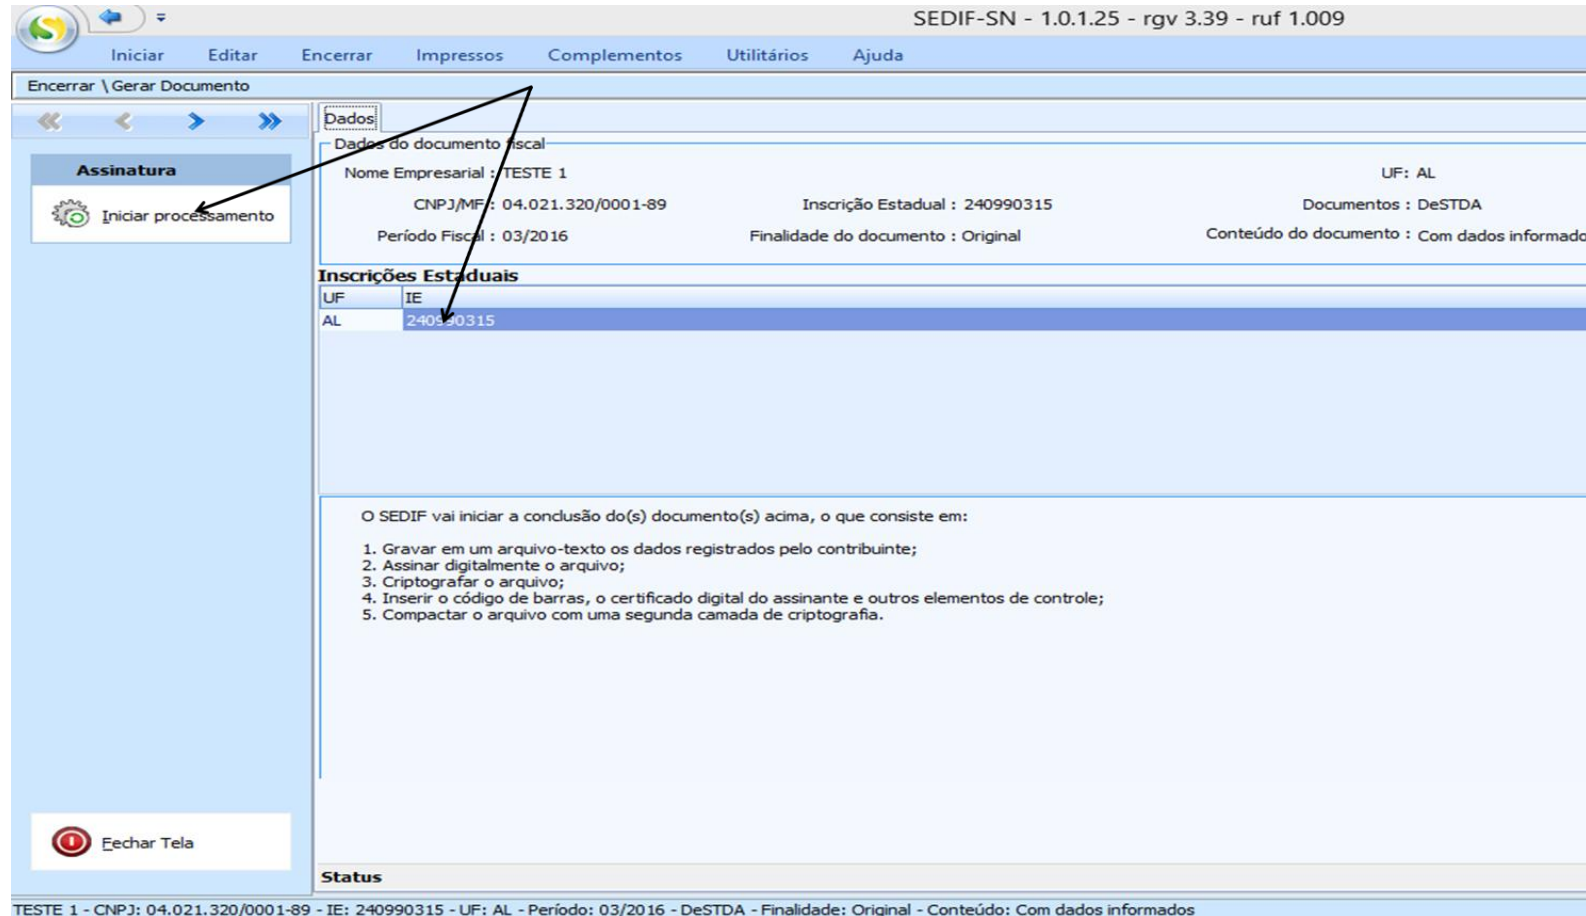 SEDIF-SN - 1.0.1.25 - rgv 3.39 - ruf 1.009
Iniciar Editar Encerrar Impressos Complementos Utilitários Ajuda
Encerrar \ Gerar Documento
Dados
Dados do documento fiscal
Assinatura
Nome Empresarial : TESTE 1 UF: AL
Iniciar processamento
CNPJ/MF : 04.021.320/0001-89 Inscrição Estadual : 240990315 Documentos : DeSTDA
Período Fiscal : 03/2016 Finalidade do documento : Original Conteúdo do documento : Com dados informado
Inscrições Estaduais
UF IE
AL 240990315
O SEDIF vai iniciar a conclusão do(s) documento(s) acima, o que consiste em:
1. Gravar em um arquivo-texto os dados registrados pelo contribuinte;
2. Assinar digitalmente o arquivo;
3. Criptografar o arquivo;
4. Inserir o código de barras, o certificado digital do assinante e outros elementos de controle;
5. Compactar o arquivo com uma segunda camada de criptografia.
Fechar Tela
Status
TESTE 1 - CNPJ: 04.021.320/0001-89 - IE: 240990315 - UF: AL - Período: 03/2016 - DeSTDA - Finalidade: Original - Conteúdo: Com dados informados